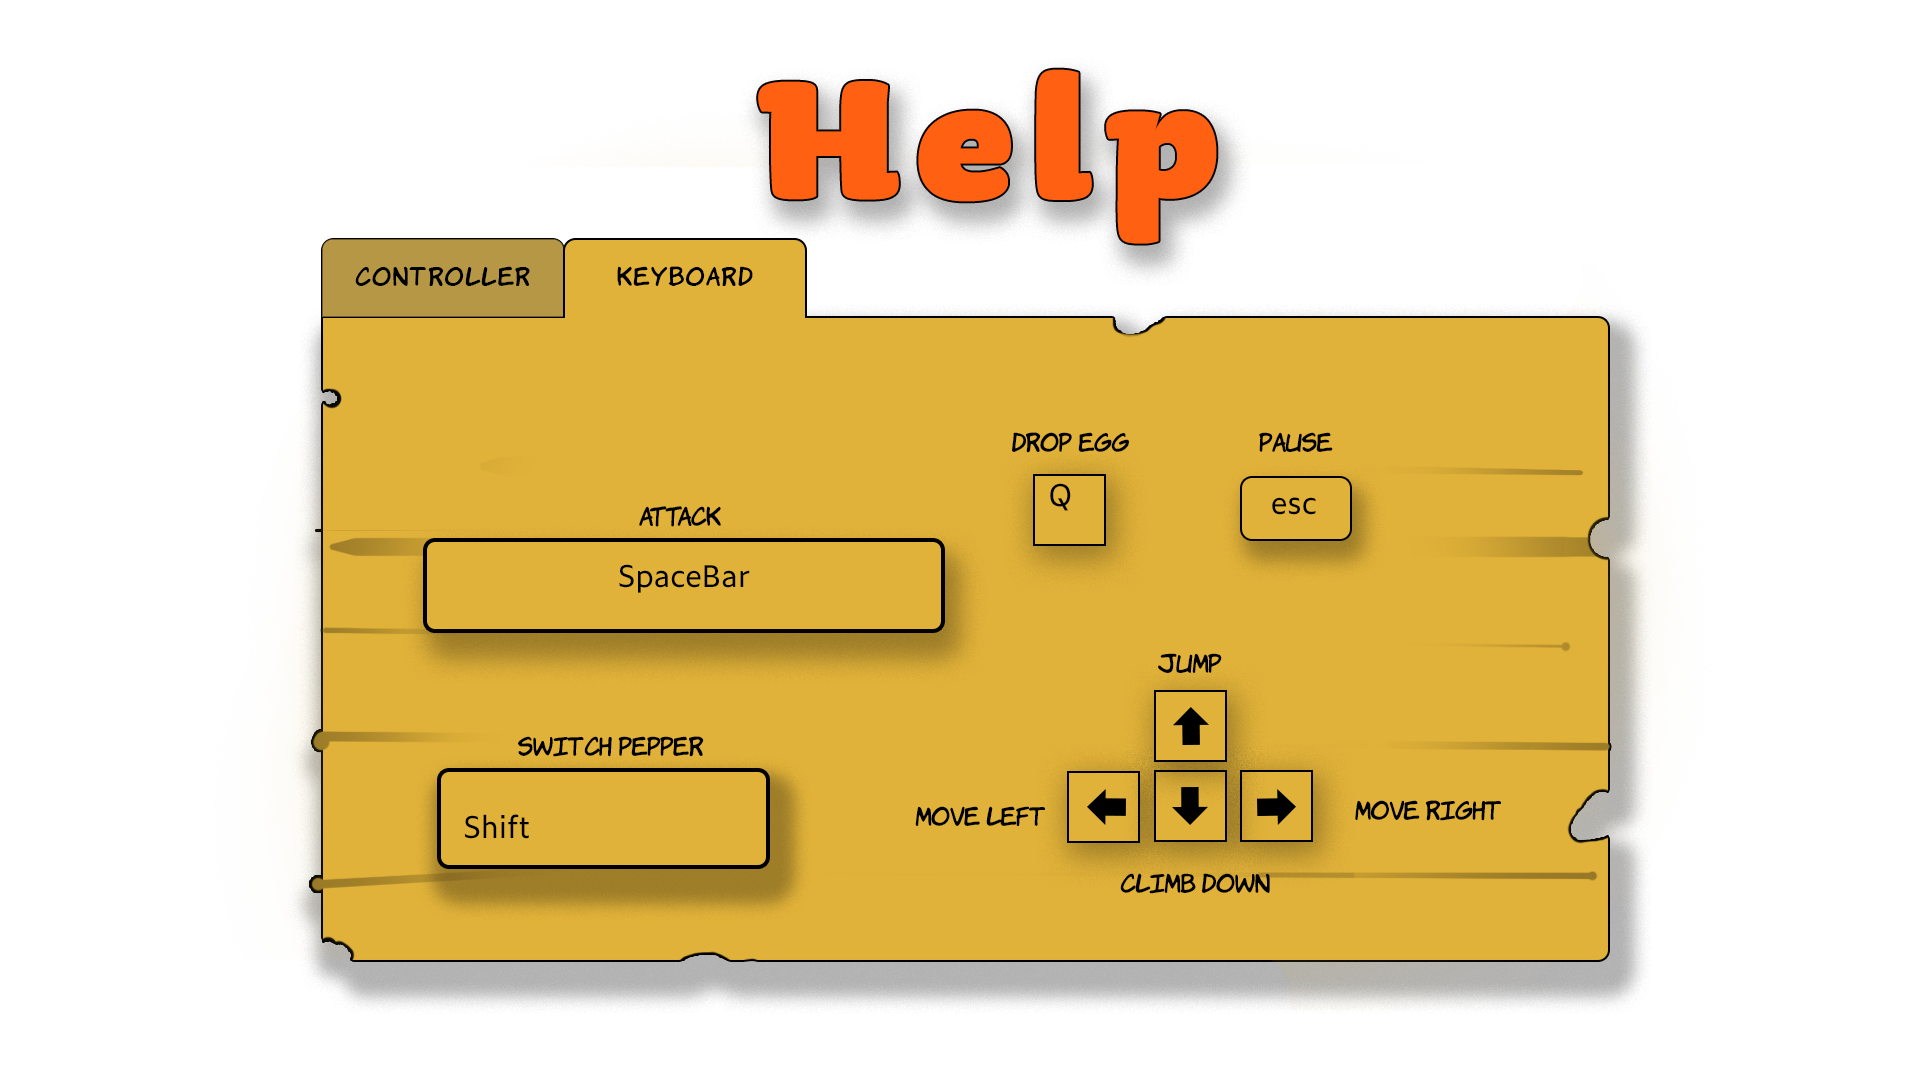 Help
CONTROLLER
KEYBOARD
DROP EGG
PAUSE
Q
esc
ATTACK
SpaceBar
JUMP
SWITCH PEPPER
Shift
MOVE LEFT
MOVE RIGHT
CLIMB DOWN